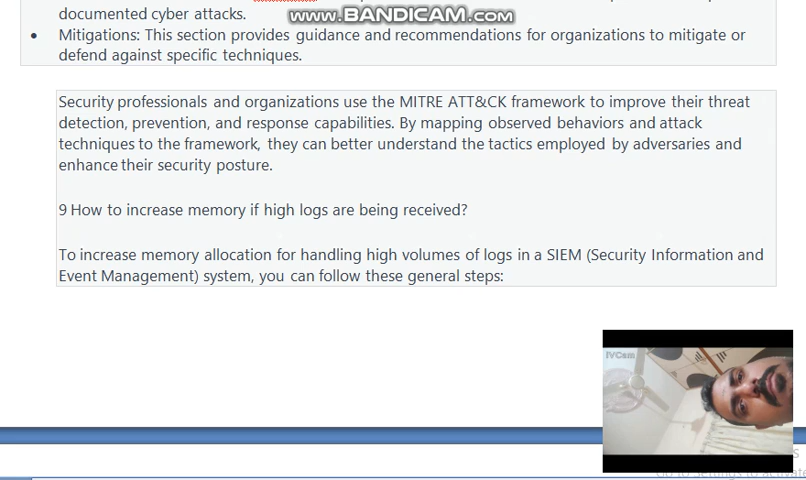 documented cyber attacks.
www.BANDICAM.com
• Mitigations: This section provides guidance and recommendations for organizations to mitigate or
defend against specific techniques.
Security professionals and organizations use the MITRE ATT&CK framework to improve their threat
detection, prevention, and response capabilities. By mapping observed behaviors and attack
techniques to the framework, they can better understand the tactics employed by adversaries and
enhance their security posture.
9 How to increase memory if high logs are being received?
To increase memory allocation for handling high volumes of logs in a SIEM (Security Information and
Event Management) system, you can follow these general steps:
iVCam